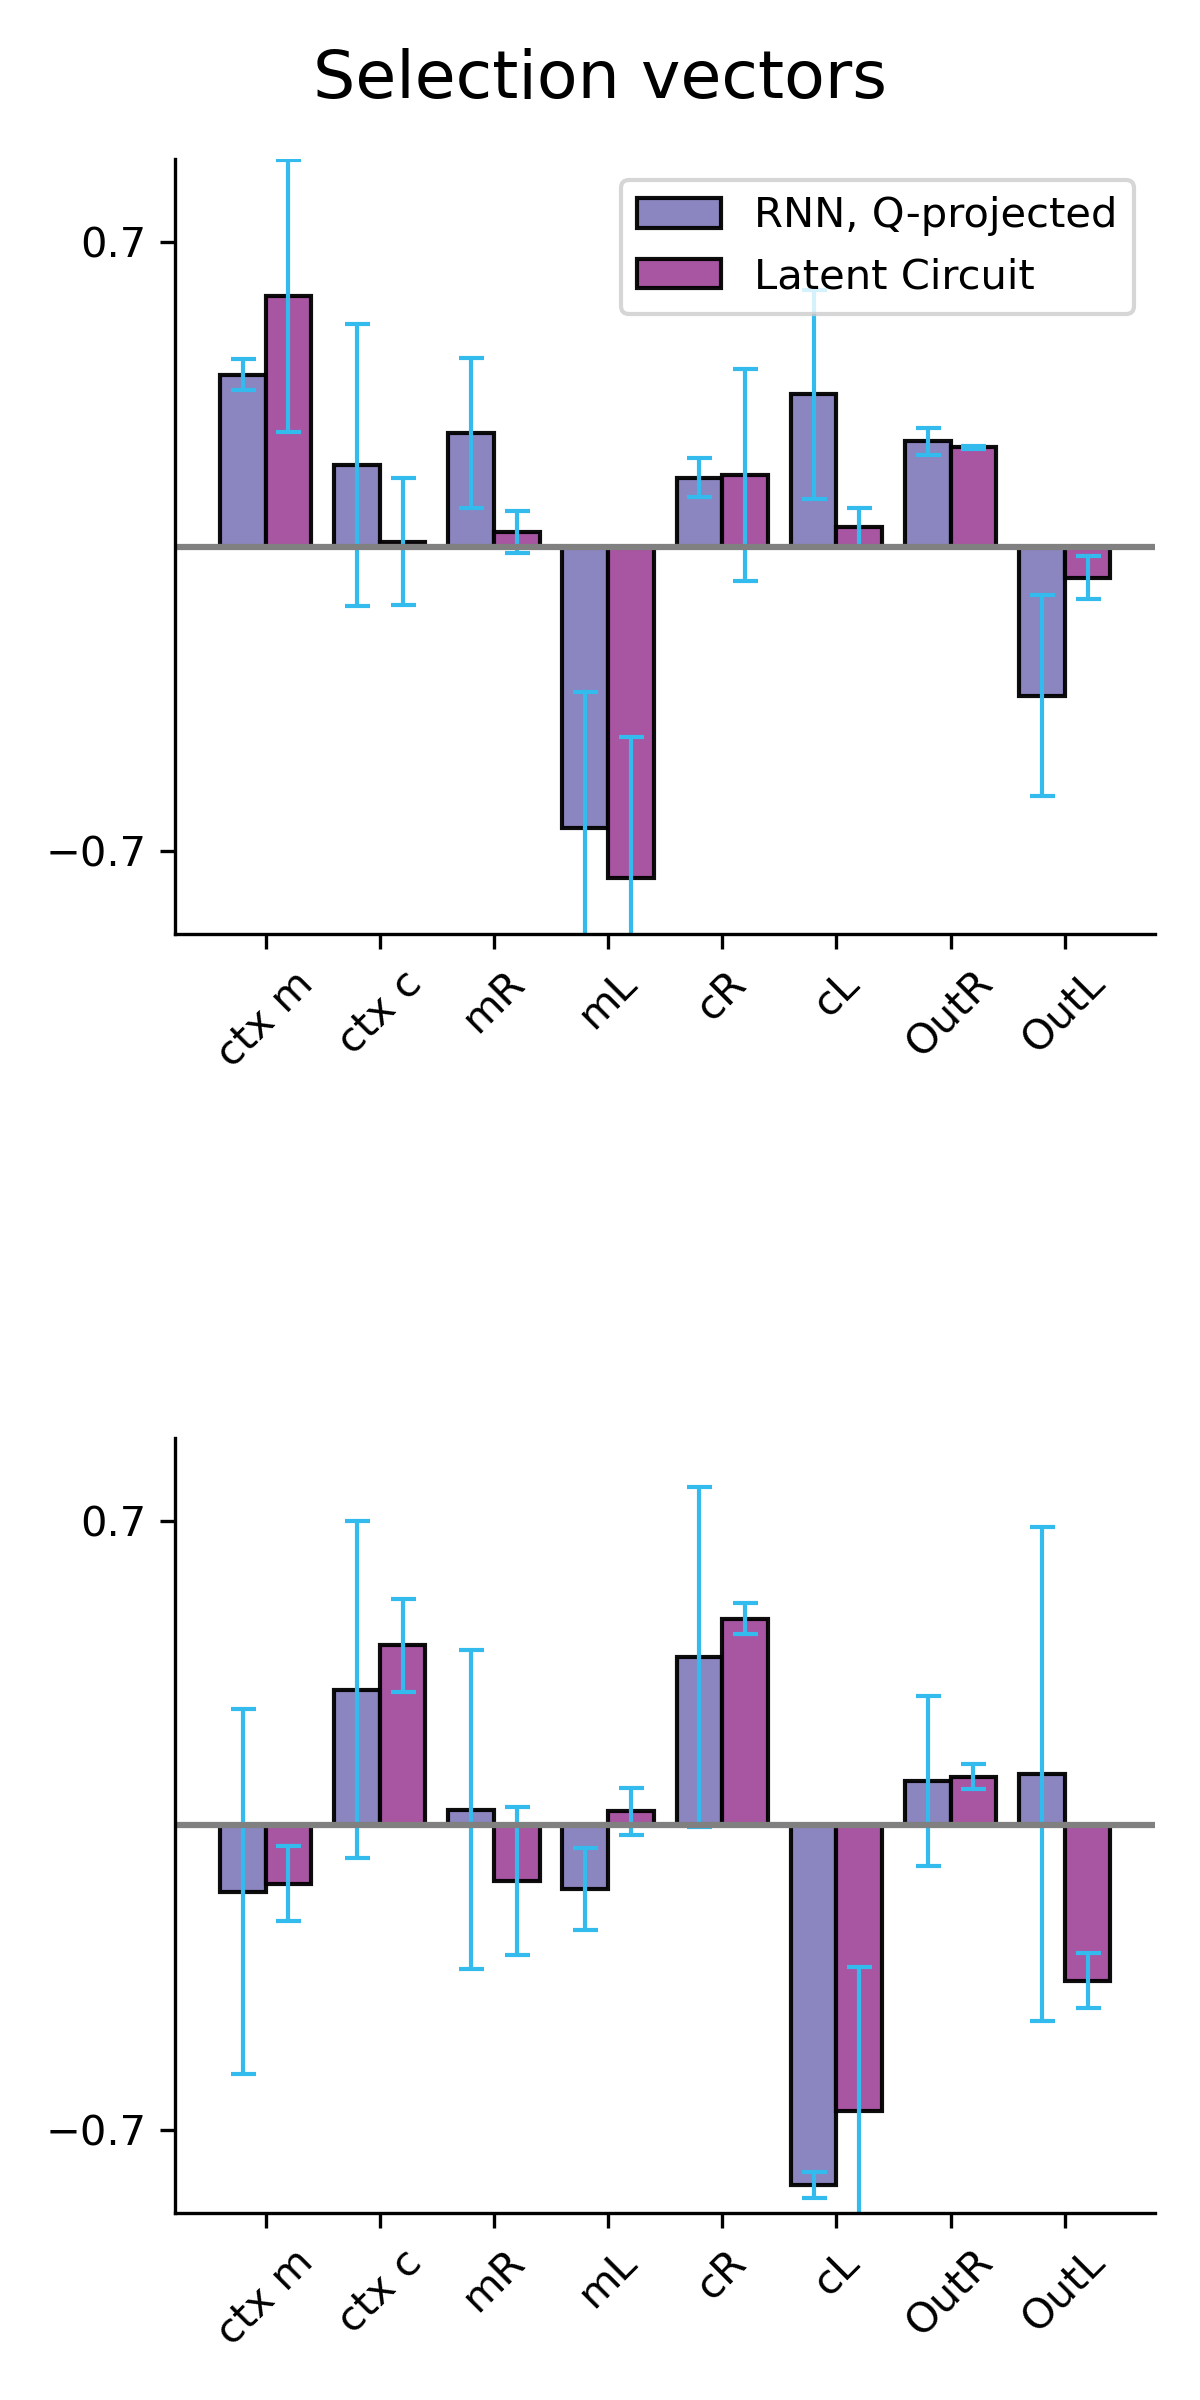 Selection vectors
0.7
−0.7
RNN, Q-projected
Latent Circuit
ctx m
ctx c
mR
mL
cR
cL
OutR
OutL
0.7
−0.7
ctx m
ctx c
mR
mL
cR
cL
OutR
OutL